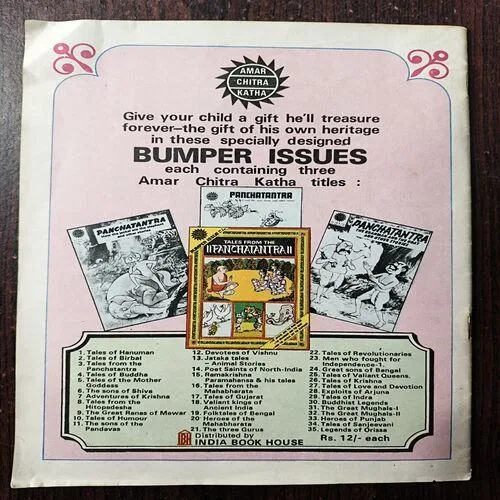 AMAR
CHITRA
KATHA
Give your child a gift he'll treasure
forever—the gift of his own heritage
in these specially designed
BUMPER ISSUES
each containing three
Amar Chitra Katha titles :
PANCHATANTRA
PANCHATANTRA
PANCHATANTRA
TALES FROM THE
PANCHATANTRA
1. Tales of Hanuman
2. Tales of Birbal
3. Tales from the
Panchatantra
4. Tales of Buddha
5. Tales of the Mother
Goddess
6. The sons of Shiva
7. Adventures of Krishna
8. Tales from the
Hitopadesha
9. The Great Ranas of Mewar
10. Tales of Humour
11. The sons of the
Pandavas
12. Devotees of Vishnu
13. Jataka tales
- Animal Stories
14. Poet Saints of North-India
15. Ramakrishna
Paramahansa & his tales
16. Tales from the
Mahabharata
17. Tales of Gujarat
18. Valiant kings of
Ancient India
19. Folktales of Bengal
20. Heroes of the
Mahabharata
21. The three Gurus
22. Tales of Revolutionaries
23. Men who fought for
Independence-1.
24. Great sons of Bengal
25. Tales of Valiant Queens.
26. Tales of Krishna
27. Tales of Love and Devotion
28. Exploits of Arjuna
29. Tales of Indra
30. Buddhist Legends
31. The Great Mughals-I
32. The Great Mughals-II
33. Heroes of Punjab
34. Tales of Sanjeevani
35. Legends of Orissa
Rs. 12/- each
IBH
Distributed by
INDIA BOOK HOUSE